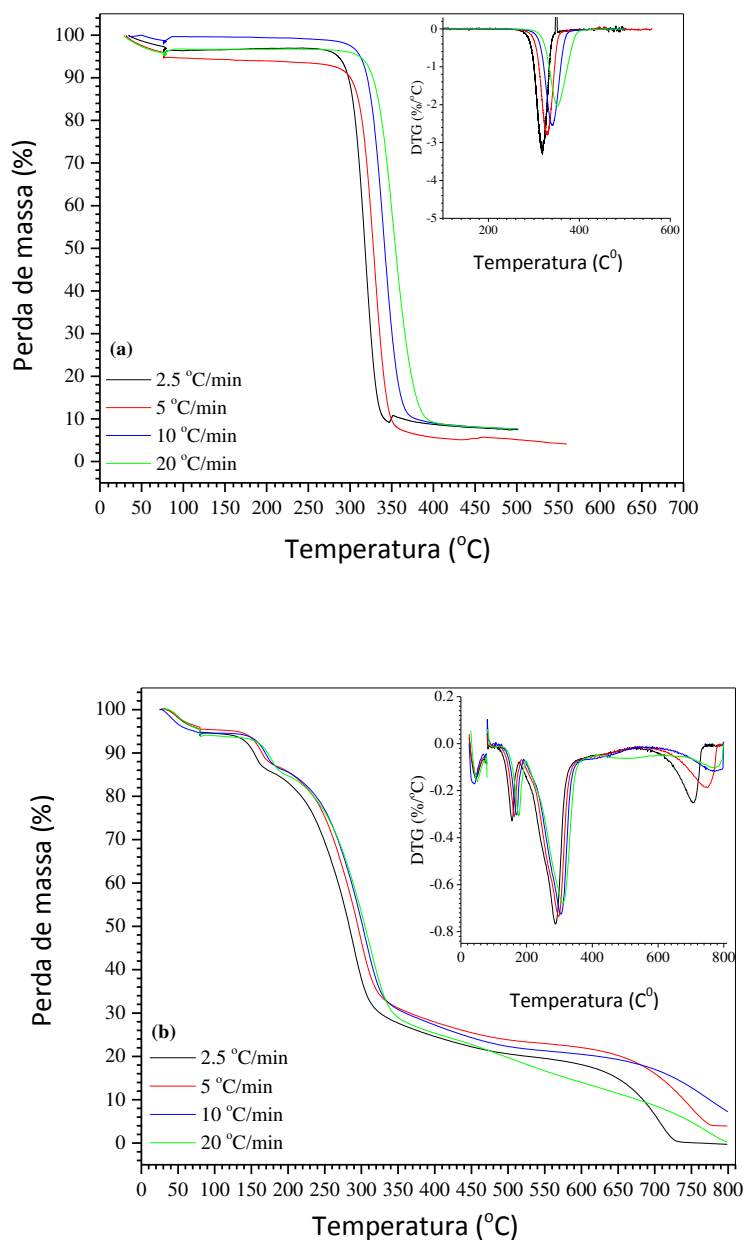 100
90
80
70
60
50
40
30
20
10
0
Perda de massa (%)
(a)
2.5 °C/min
5 °C/min
10 °C/min
20 °C/min
0 50 100 150 200 250 300 350 400 450 500 550 600 650 700
Temperatura (°C)
0
-1
-2
-3
-4
-5
DTG (%/°C)
200 400 600
Temperatura (C⁰)
100
90
80
70
60
50
40
30
20
10
0
Perda de massa (%)
(b)
2.5 °C/min
5 °C/min
10 °C/min
20 °C/min
0 50 100 150 200 250 300 350 400 450 500 550 600 650 700 750 800
Temperatura (°C)
0.2
0.0
-0.2
-0.4
-0.6
-0.8
DTG (%/°C)
0 200 400 600 800
Temperatura (C⁰)